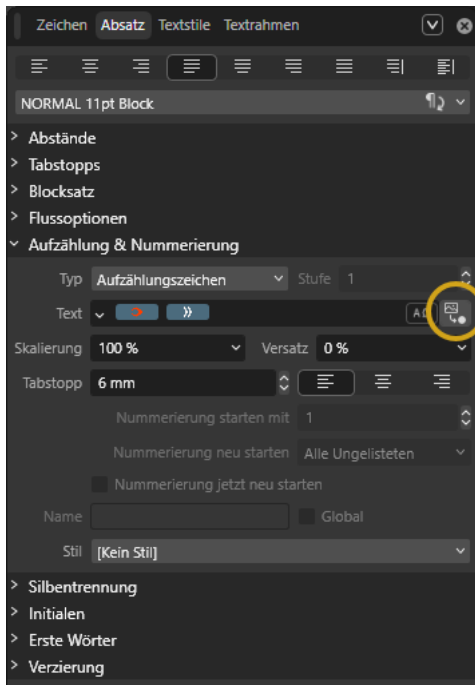 Zeichen Absatz Textstile Textrahmen
NORMAL 11pt Block
Abstände
Tabstopps
Blocksatz
Flussoptionen
Aufzählung & Nummerierung
Typ Aufzählungszeichen Stufe 1
Text »
Skalierung 100 % Versatz 0 %
Tabstopp 6 mm
Nummerierung starten mit 1
Nummerierung neu starten Alle Ungelisteten
Nummerierung jetzt neu starten
Name Global
Stil [Kein Stil]
Silbentrennung
Initialen
Erste Wörter
Verzierung